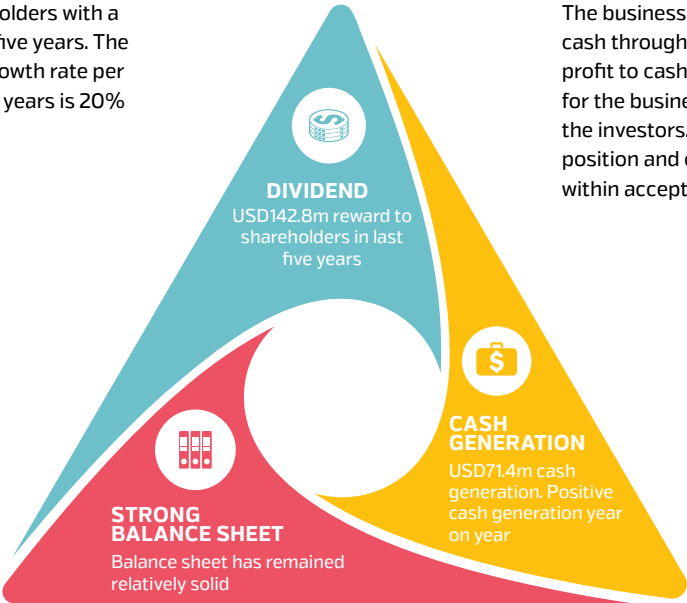 olders with a
five years. The
owth rate per
years is 20%
The business
cash through
profit to cash
for the busine
the investors.
position and
within accept
DIVIDEND
USD142.8m reward to
shareholders in last
five years
CASH
GENERATION
USD71.4m cash
generation. Positive
cash generation year
on year
STRONG
BALANCE SHEET
Balance sheet has remained
relatively solid